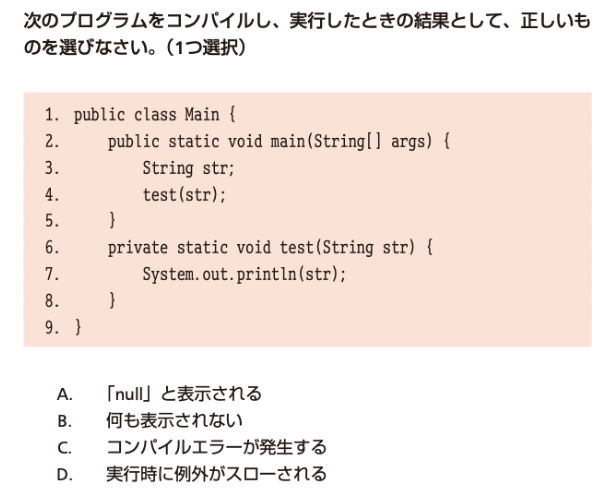 次のプログラムをコンパイルし、実行したときの結果として、正しいも
のを選びなさい。（1つ選択）
1. public class Main {
2.     public static void main(String[] args) {
3.         String str;
4.         test(str);
5.     }
6.     private static void test(String str) {
7.         System.out.println(str);
8.     }
9. }
A. 「null」と表示される
B. 何も表示されない
C. コンパイルエラーが発生する
D. 実行時に例外がスローされる